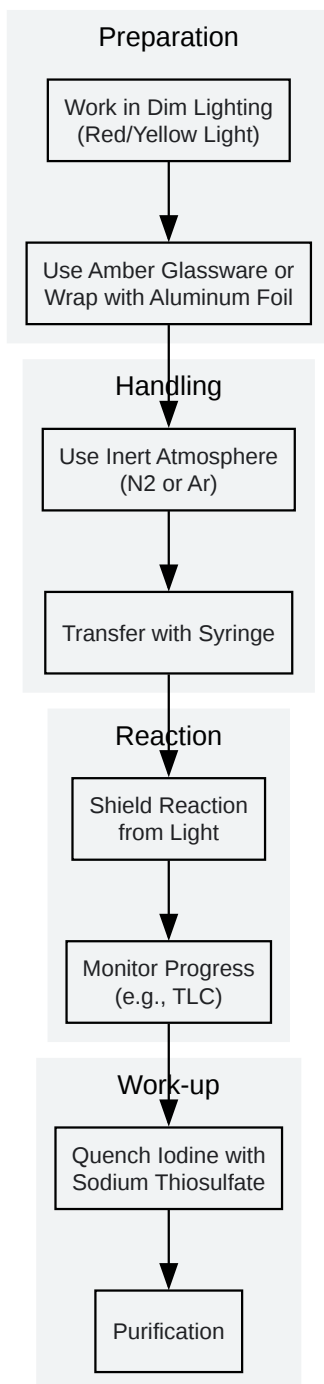 Preparation
Work in Dim Lighting
(Red/Yellow Light)
Use Amber Glassware or
Wrap with Aluminum Foil
Handling
Use Inert Atmosphere
(N2 or Ar)
Transfer with Syringe
Reaction
Shield Reaction
from Light
Monitor Progress
(e.g., TLC)
Work-up
Quench Iodine with
Sodium Thiosulfate
Purification